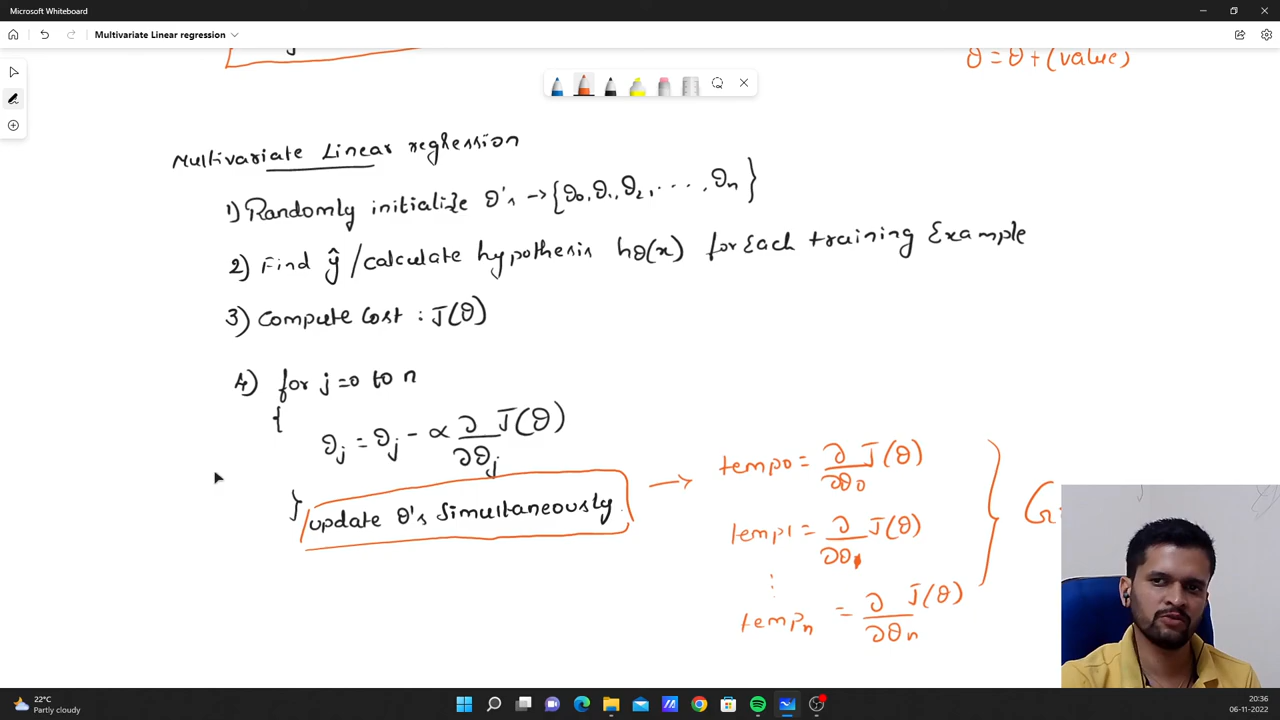 Microsoft Whiteboard
Multivariate Linear regression
θ = θ + (value)
Multivariate Linear regression
1) Randomly initialize θ's → {θ0, θ1, θ2, ...., θn}
2) Find ŷ / calculate hypothesis hθ(x) for Each training Example
3) Compute Cost : J(θ)
4) for j = 0 to n
{
θj = θj - α ∂/∂θj J(θ)
}
update θ's Simultaneously
→ temp0 = ∂/∂θ0 J(θ)
temp1 = ∂/∂θ1 J(θ)
⋮
tempn = ∂/∂θn J(θ)
}
22°C
Partly cloudy
20:36
06-11-2022